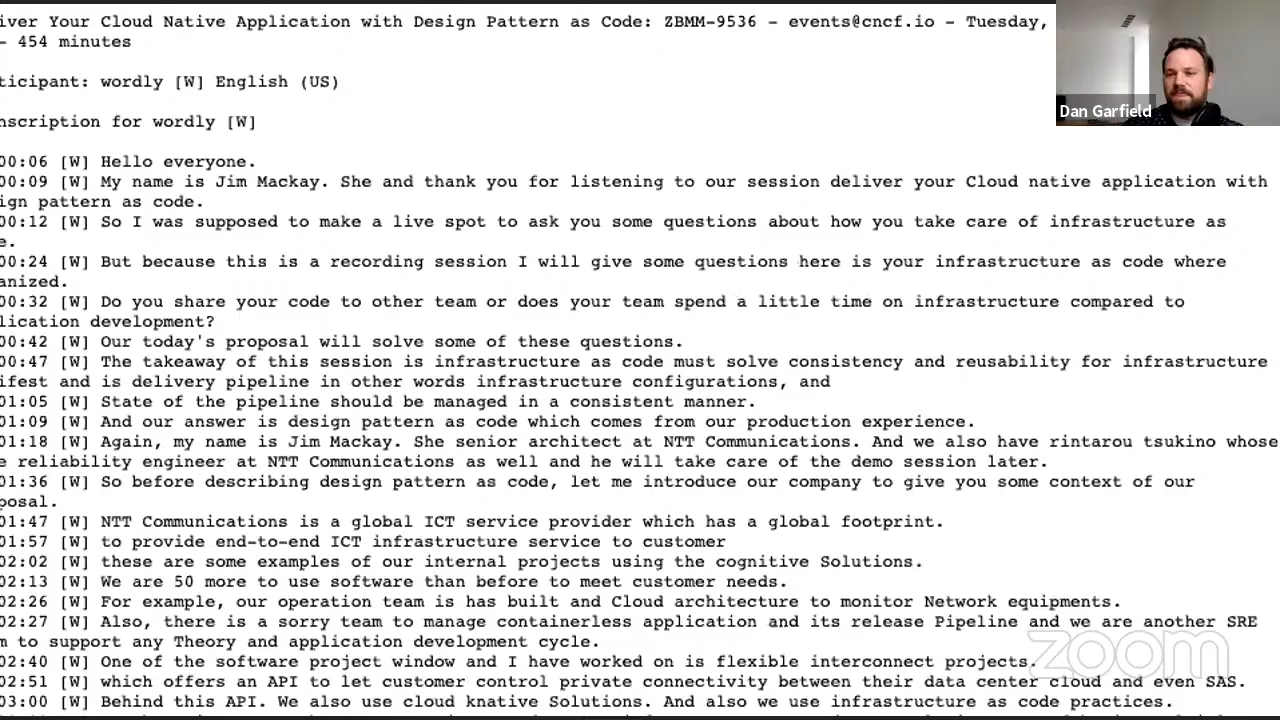 iver Your Cloud Native Application with Design Pattern as Code: ZBMM-9536 - events@cncf.io - Tuesday,
- 454 minutes
ticipant: wordly [W] English (US)
nscription for wordly [W]
00:06 [W] Hello everyone.
00:09 [W] My name is Jim Mackay. She and thank you for listening to our session deliver your Cloud native application with
ign pattern as code.
00:12 [W] So I was supposed to make a live spot to ask you some questions about how you take care of infrastructure as
e.
00:24 [W] But because this is a recording session I will give some questions here is your infrastructure as code where
anized.
00:32 [W] Do you share your code to other team or does your team spend a little time on infrastructure compared to
lication development?
00:42 [W] Our today's proposal will solve some of these questions.
00:47 [W] The takeaway of this session is infrastructure as code must solve consistency and reusability for infrastructure
ifest and is delivery pipeline in other words infrastructure configurations, and
01:05 [W] State of the pipeline should be managed in a consistent manner.
01:09 [W] And our answer is design pattern as code which comes from our production experience.
01:18 [W] Again, my name is Jim Mackay. She senior architect at NTT Communications. And we also have rintarou tsukino whose
e reliability engineer at NTT Communications as well and he will take care of the demo session later.
01:36 [W] So before describing design pattern as code, let me introduce our company to give you some context of our
posal.
01:47 [W] NTT Communications is a global ICT service provider which has a global footprint.
01:57 [W] to provide end-to-end ICT infrastructure service to customer
02:02 [W] these are some examples of our internal projects using the cognitive Solutions.
02:13 [W] We are 50 more to use software than before to meet customer needs.
02:26 [W] For example, our operation team is has built and Cloud architecture to monitor Network equipments.
02:27 [W] Also, there is a sorry team to manage containerless application and its release Pipeline and we are another SRE
m to support any Theory and application development cycle.
02:40 [W] One of the software project window and I have worked on is flexible interconnect projects.
02:51 [W] which offers an API to let customer control private connectivity between their data center cloud and even SAS.
03:00 [W] Behind this API. We also use cloud knative Solutions. And also we use infrastructure as code practices.
Dan Garfield
zoom